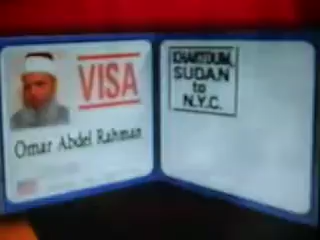 VISA
Omar Abdel Rahman
KHARTOUM,
SUDAN
to
N.Y.C.